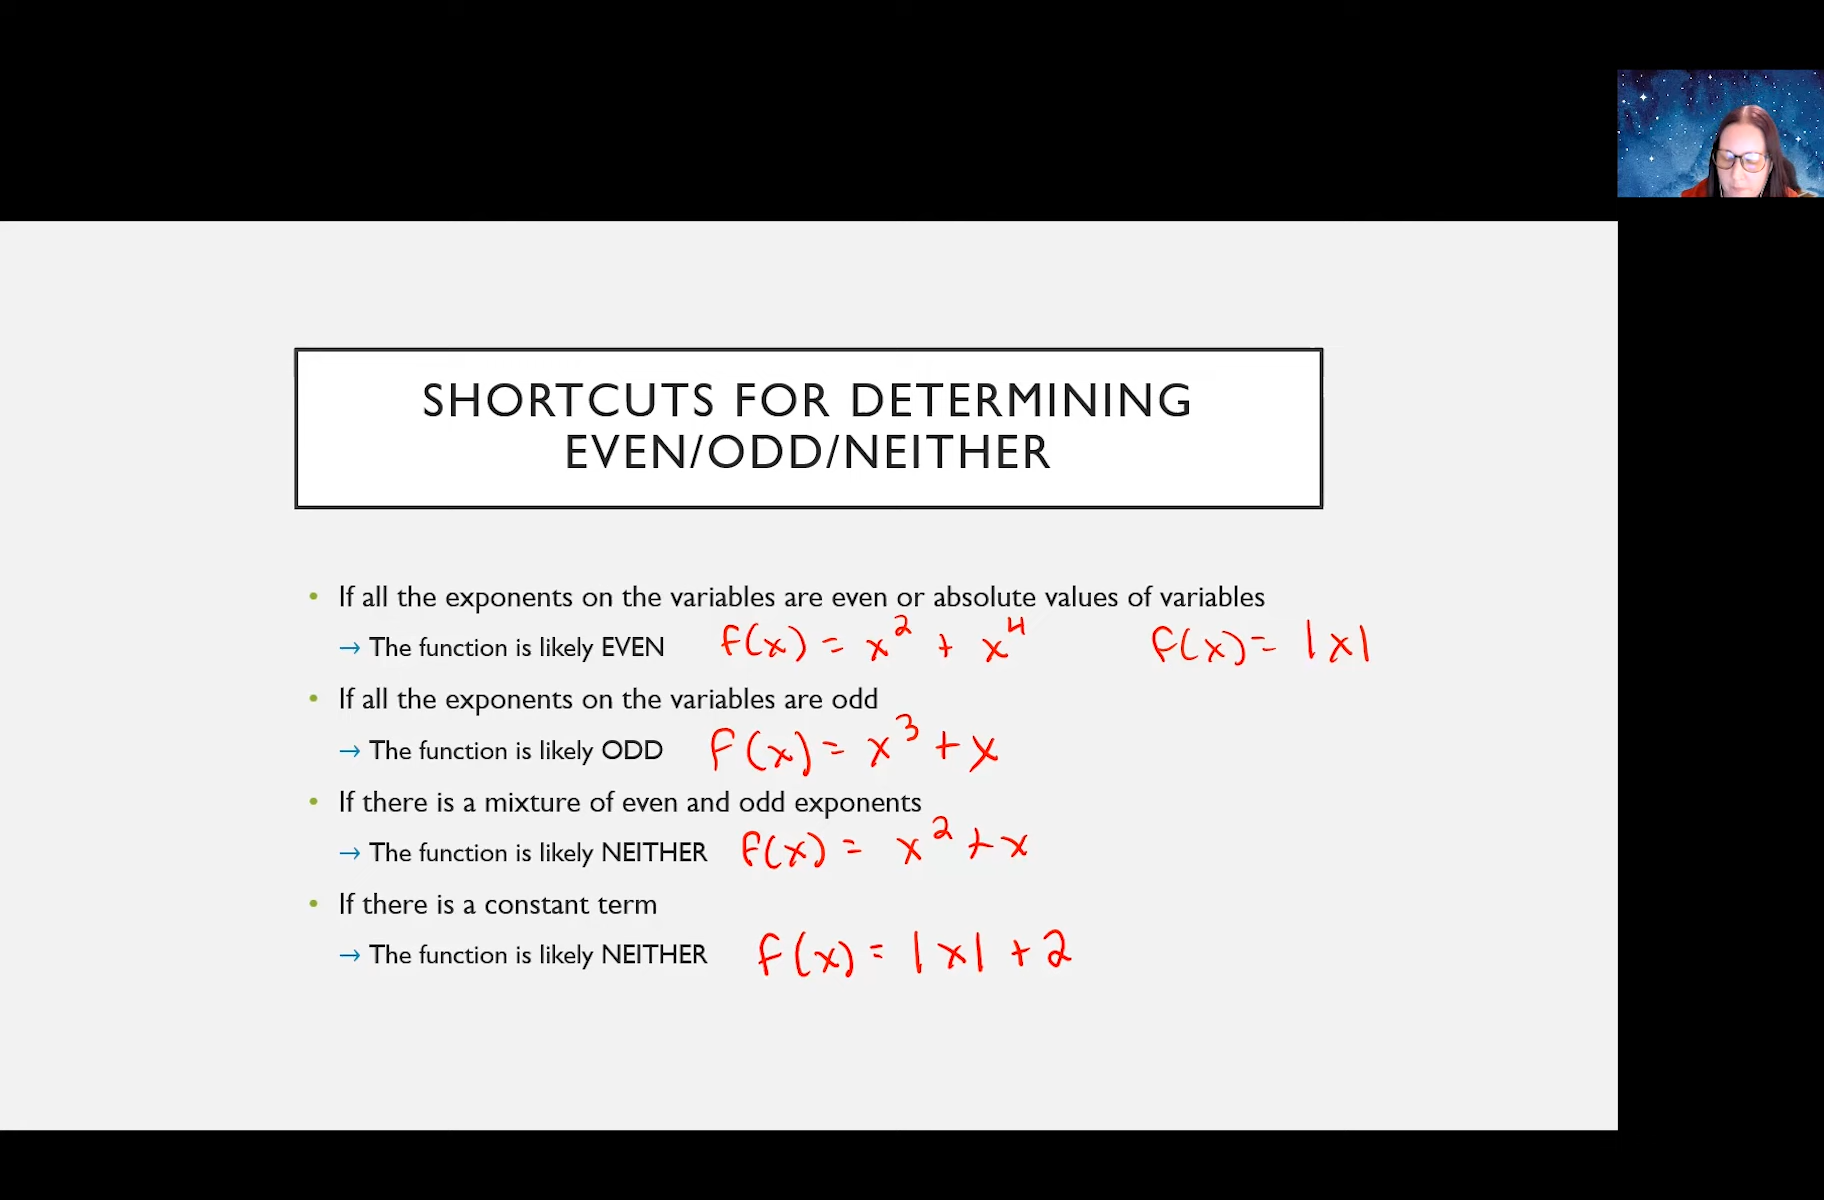 SHORTCUTS FOR DETERMINING
EVEN/ODD/NEITHER
• If all the exponents on the variables are even or absolute values of variables
→ The function is likely EVEN f(x) = x² + x⁴ f(x) = |x|
• If all the exponents on the variables are odd
→ The function is likely ODD f(x) = x³ + x
• If there is a mixture of even and odd exponents
→ The function is likely NEITHER f(x) = x² + x
• If there is a constant term
→ The function is likely NEITHER f(x) = |x| + 2